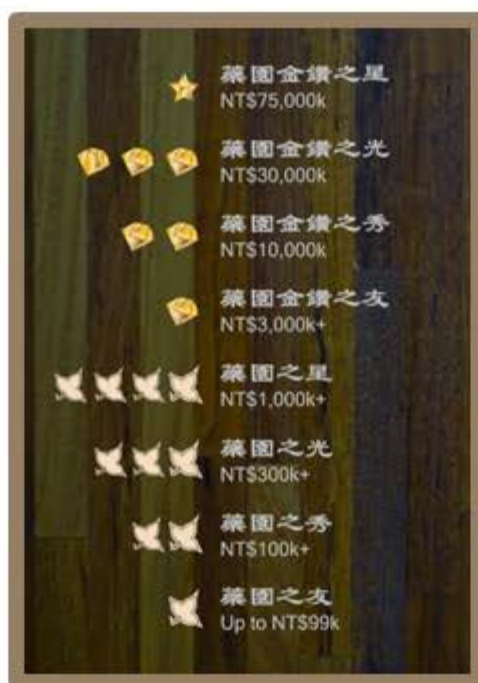 藥園金鑽之星
NT$75,000k
藥園金鑽之光
NT$30,000k
藥園金鑽之秀
NT$10,000k
藥園金鑽之友
NT$3,000k+
藥園之星
NT$1,000k+
藥園之光
NT$300k+
藥園之秀
NT$100k+
藥園之友
Up to NT$99k